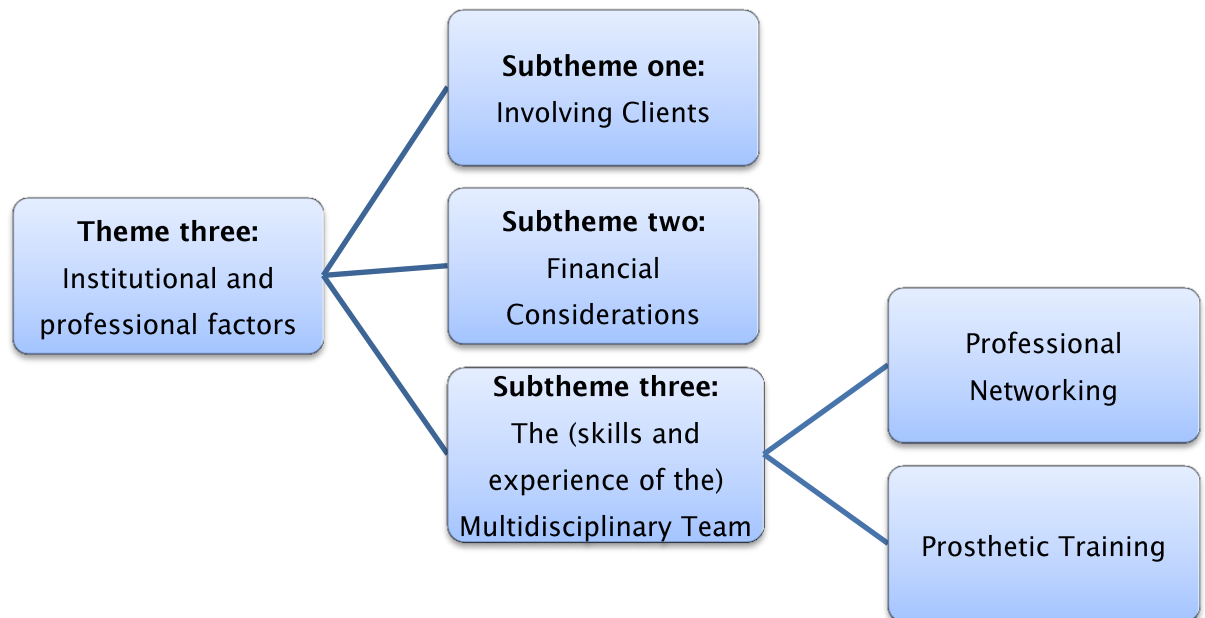 Theme three:
Institutional and
professional factors
Subtheme one:
Involving Clients
Subtheme two:
Financial
Considerations
Subtheme three:
The (skills and
experience of the)
Multidisciplinary Team
Professional
Networking
Prosthetic Training